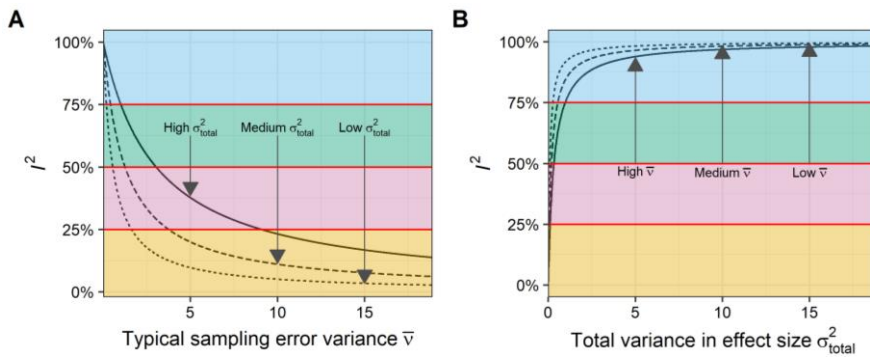 A
I²
100%
75%
50%
25%
0%
High σ²total
Medium σ²total
Low σ²total
5
10
15
Typical sampling error variance ν̅
B
I²
100%
75%
50%
25%
0%
High ν̅
Medium ν̅
Low ν̅
0
5
10
15
Total variance in effect size σ²total